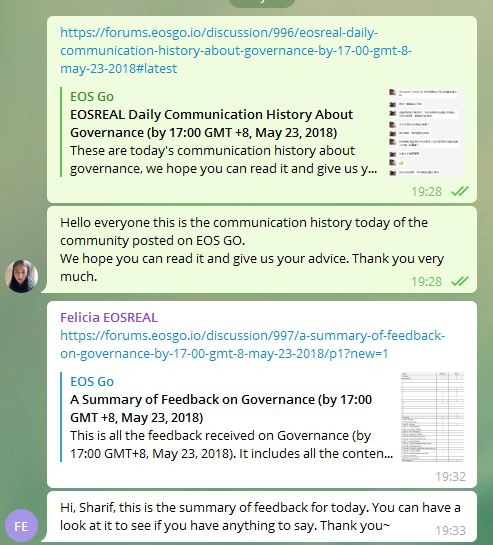 https://forums.eosgo.io/discussion/996/eosreal-daily-
communication-history-about-governance-by-17-00-gmt-8-
may-23-2018#latest
EOS Go
EOSREAL Daily Communication History About
Governance (by 17:00 GMT +8, May 23, 2018)
These are today's communication history about
governance, we hope you can read it and give us y...
19:28
Hello everyone this is the communication history today of the
community posted on EOS GO.
We hope you can read it and give us your advice. Thank you very
much.
19:28
Felicia EOSREAL
https://forums.eosgo.io/discussion/997/a-summary-of-feedback-
on-governance-by-17-00-gmt-8-may-23-2018/p1?new=1
EOS Go
A Summary of Feedback on Governance (by 17:00
GMT +8, May 23, 2018)
This is all the feedback received on Governance (by
17:00 GMT+8, May 23, 2018). It includes all the conten...
19:32
FE
Hi, Sharif, this is the summary of feedback for today. You can have a
look at it to see if you have anything to say. Thank you~
19:33